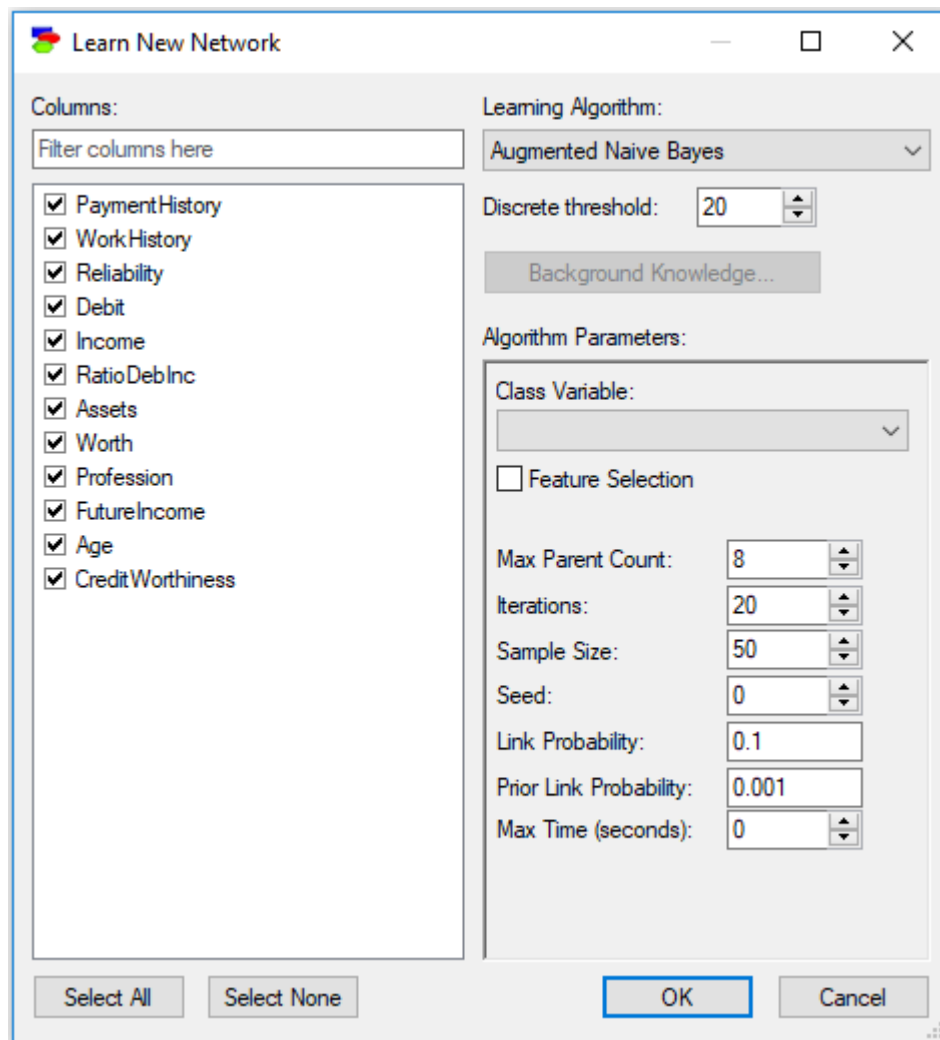 Learn New Network
Columns:
Filter columns here
PaymentHistory
WorkHistory
Reliability
Debit
Income
RatioDebInc
Assets
Worth
Profession
FutureIncome
Age
CreditWorthiness
Select All
Select None
Learning Algorithm:
Augmented Naive Bayes
Discrete threshold: 20
Background Knowledge...
Algorithm Parameters:
Class Variable:
Feature Selection
Max Parent Count: 8
Iterations: 20
Sample Size: 50
Seed: 0
Link Probability: 0.1
Prior Link Probability: 0.001
Max Time (seconds): 0
OK
Cancel